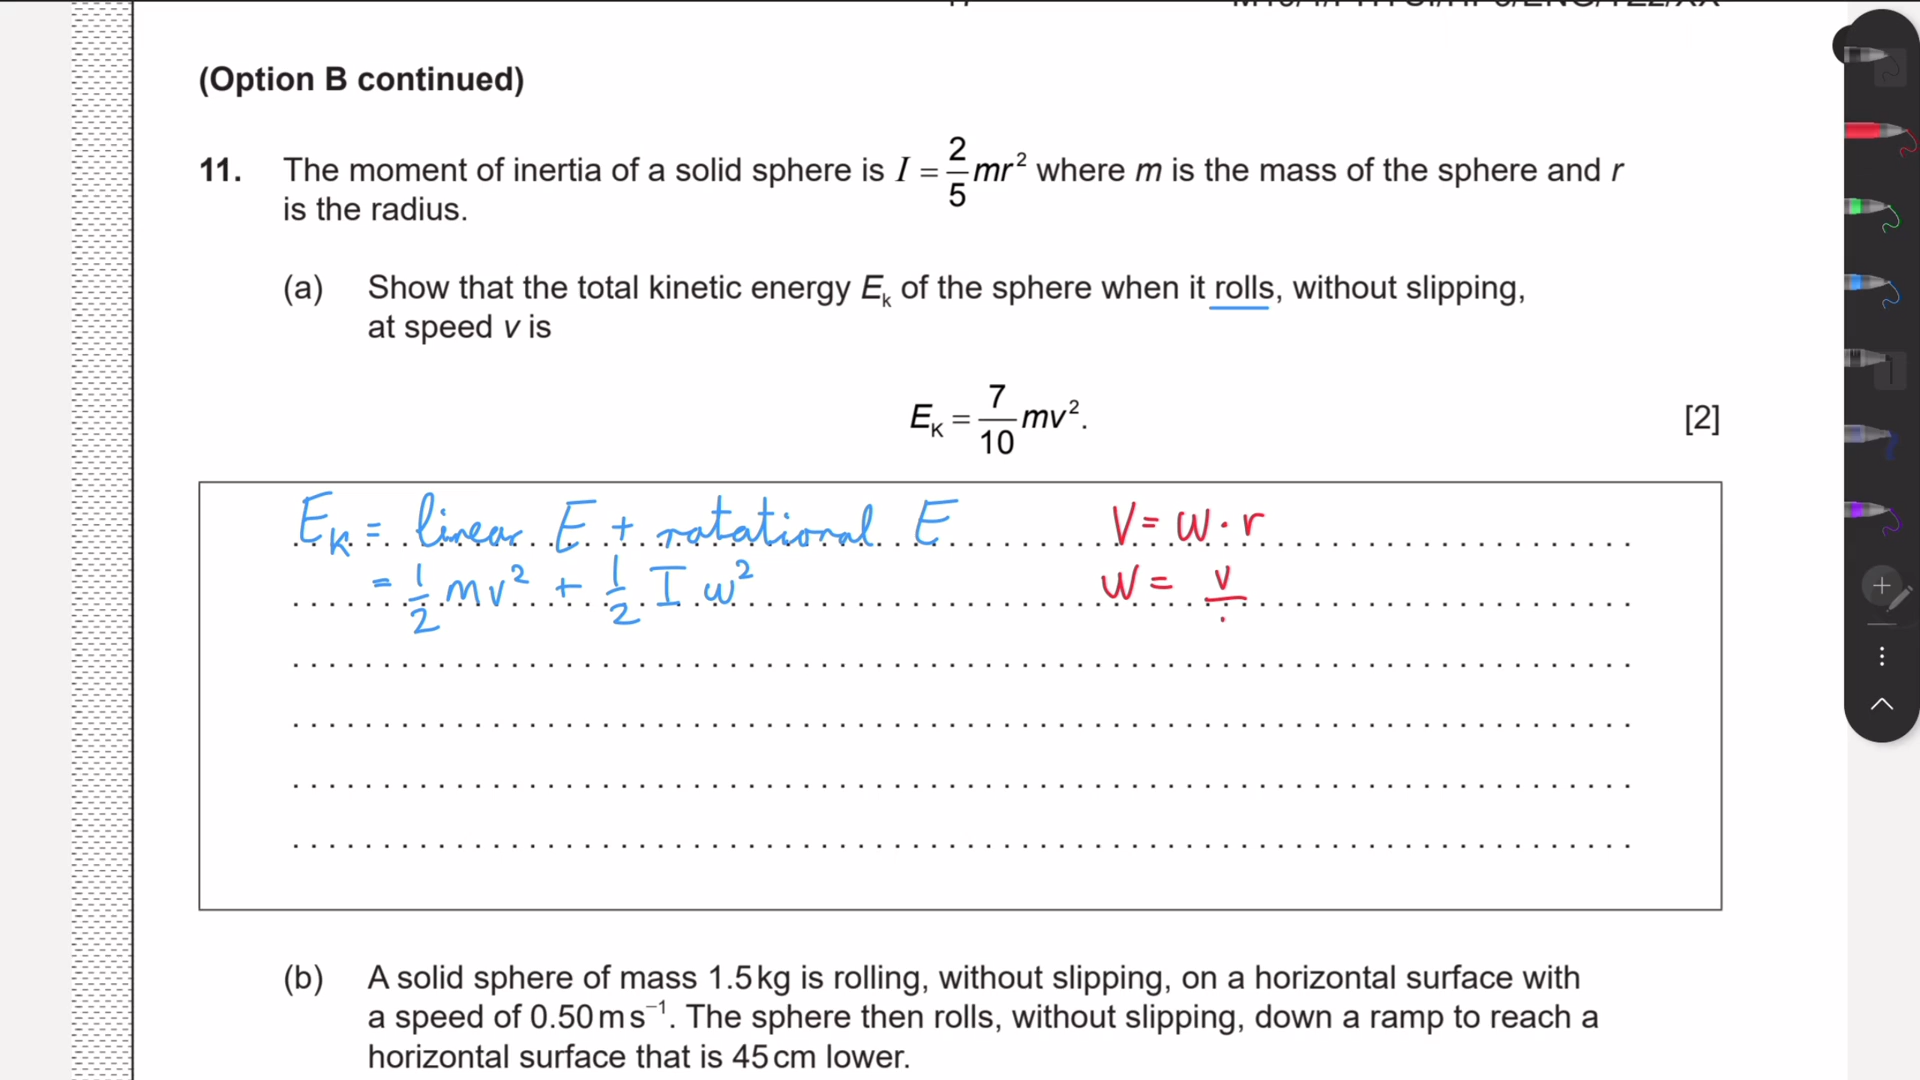 (Option B continued)
11. The moment of inertia of a solid sphere is I = 2/5 mr² where m is the mass of the sphere and r
is the radius.
(a) Show that the total kinetic energy Eₖ of the sphere when it rolls, without slipping,
at speed v is
E_K = 7/10 mv². [2]
E_K = linear E + rotational E V = w · r
= 1/2 mv² + 1/2 I w² W = v/
(b) A solid sphere of mass 1.5 kg is rolling, without slipping, on a horizontal surface with
a speed of 0.50 m s⁻¹. The sphere then rolls, without slipping, down a ramp to reach a
horizontal surface that is 45 cm lower.